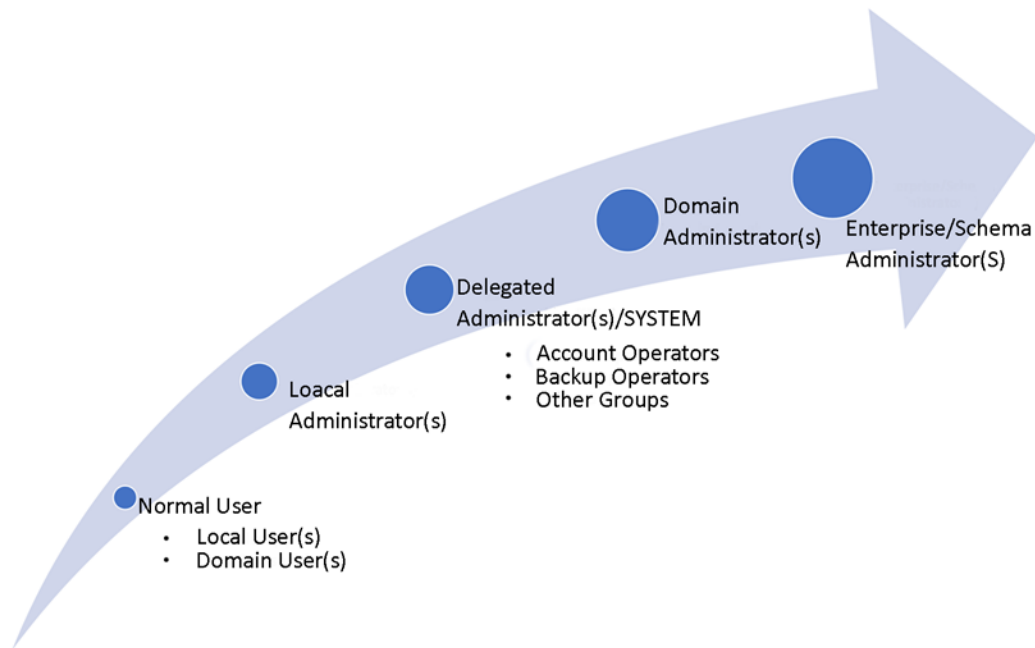 Domain
Administrator(s)
Enterprise/Schema
Administrator(S)
Delegated
Administrator(s)/SYSTEM
• Account Operators
• Backup Operators
• Other Groups
Loacal
Administrator(s)
Normal User
• Local User(s)
• Domain User(s)